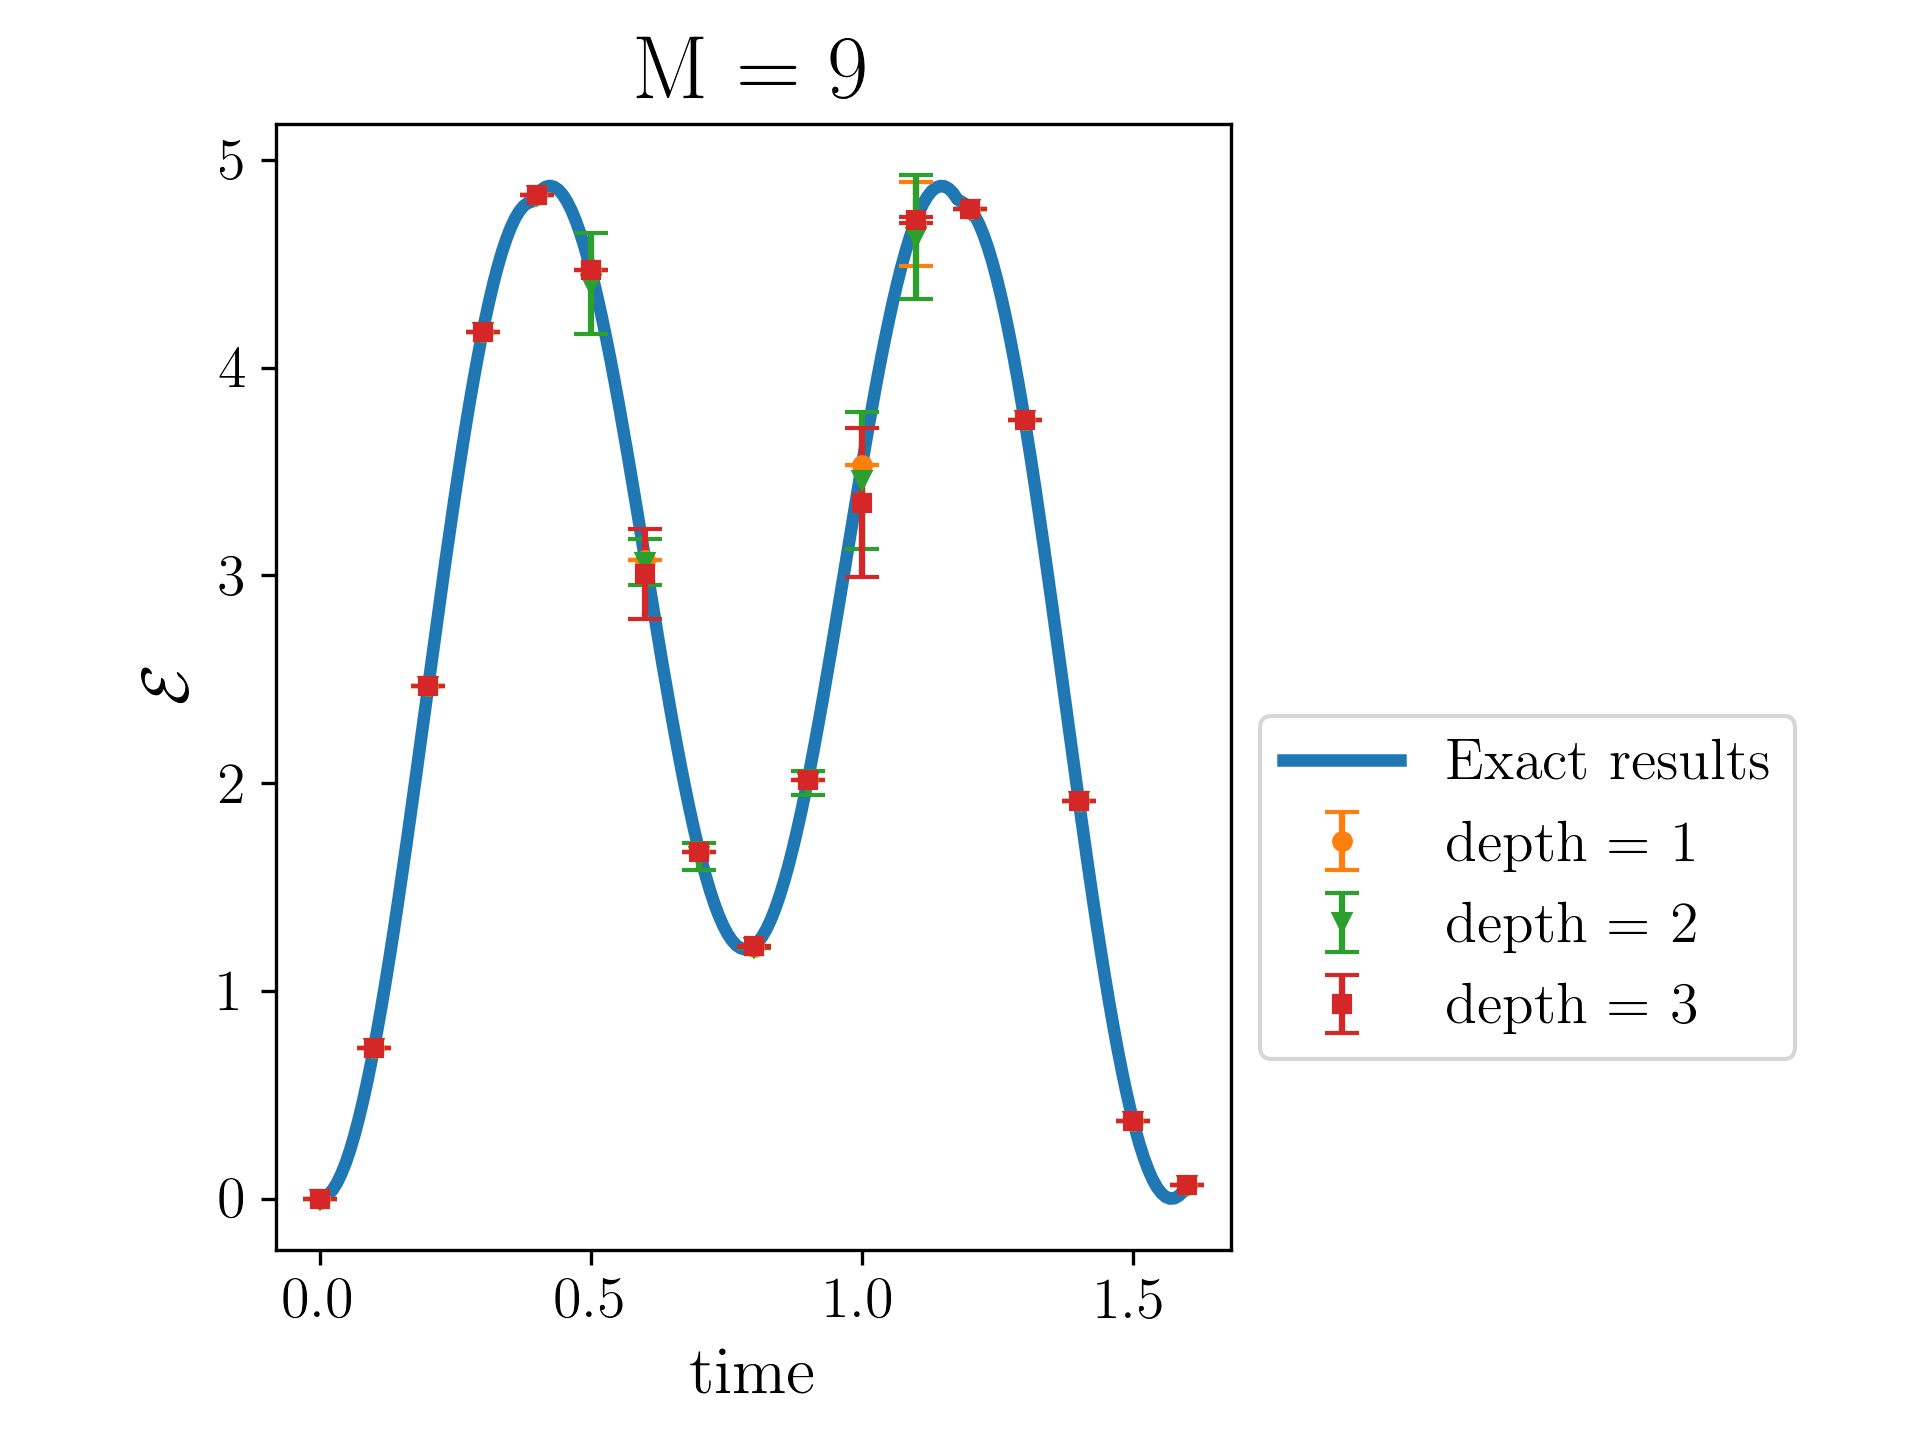 M = 9
5
4
3
2
1
0
ℰ
0.0 0.5 1.0 1.5
time
Exact results
depth = 1
depth = 2
depth = 3